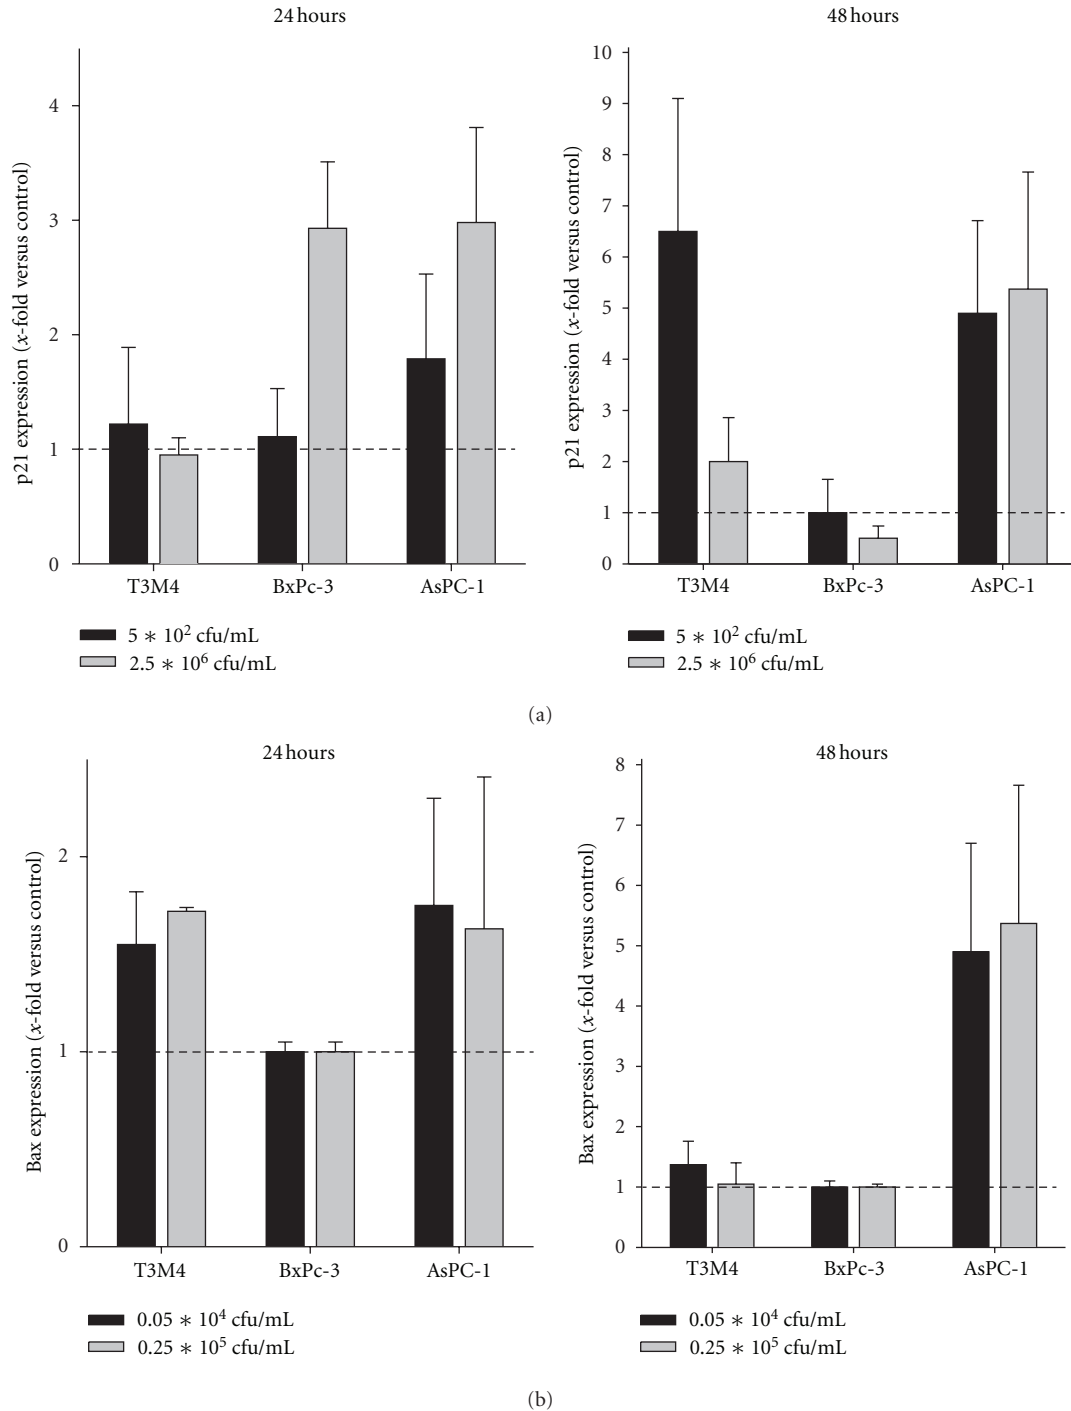 24 hours
48 hours
p21 expression (x-fold versus control)
4
3
2
1
0
T3M4
BxPc-3
AsPC-1
5 ∗ 10² cfu/mL
2.5 ∗ 10⁶ cfu/mL
p21 expression (x-fold versus control)
10
9
8
7
6
5
4
3
2
1
0
T3M4
BxPc-3
AsPC-1
5 ∗ 10² cfu/mL
2.5 ∗ 10⁶ cfu/mL
(a)
24 hours
48 hours
Bax expression (x-fold versus control)
2
1
0
T3M4
BxPc-3
AsPC-1
0.05 ∗ 10⁴ cfu/mL
0.25 ∗ 10⁵ cfu/mL
Bax expression (x-fold versus control)
8
7
6
5
4
3
2
1
0
T3M4
BxPc-3
AsPC-1
0.05 ∗ 10⁴ cfu/mL
0.25 ∗ 10⁵ cfu/mL
(b)